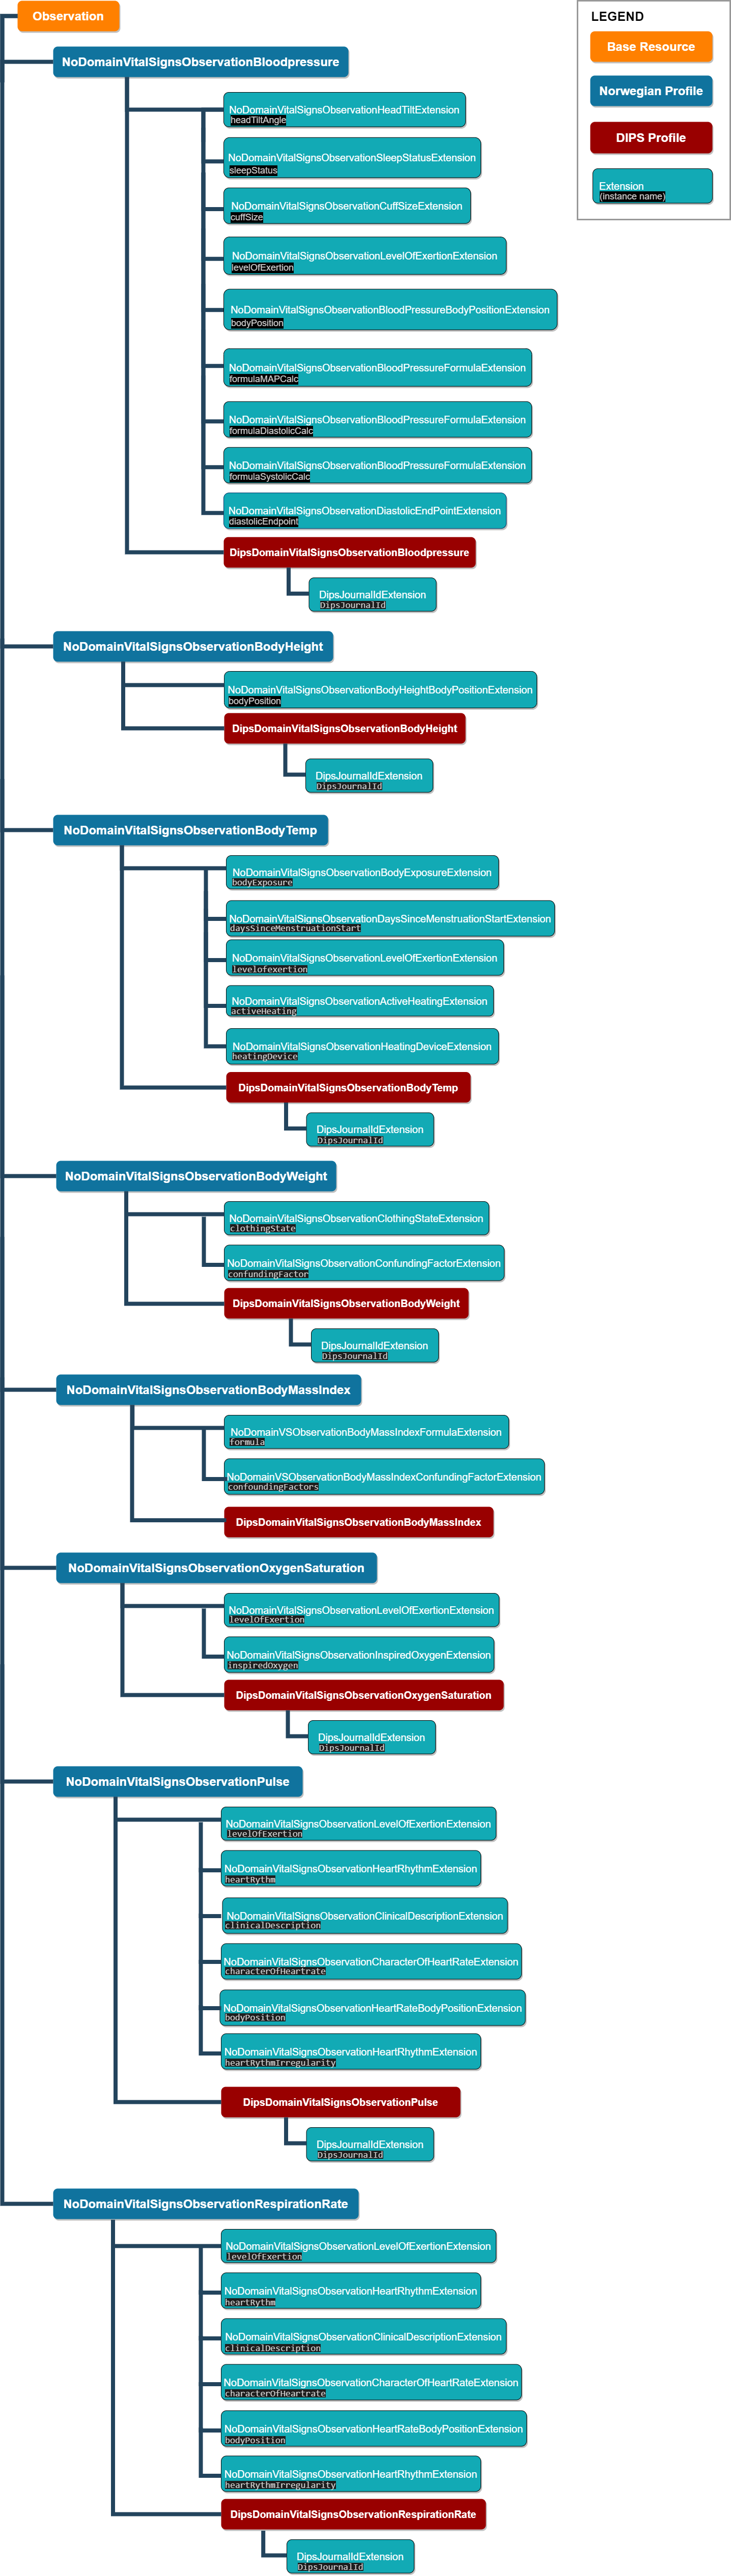 Observation
LEGEND
Base Resource
Norwegian Profile
DIPS Profile
Extension
(instance name)
NoDomainVitalSignsObservationBloodpressure
NoDomainVitalSignsObservationHeadTiltExtension
headTiltAngle
NoDomainVitalSignsObservationSleepStatusExtension
sleepStatus
NoDomainVitalSignsObservationCuffSizeExtension
cuffSize
NoDomainVitalSignsObservationLevelOfExertionExtension
levelOfExertion
NoDomainVitalSignsObservationBloodPressureBodyPositionExtension
bodyPosition
NoDomainVitalSignsObservationBloodPressureFormulaExtension
formulaMAPCalc
NoDomainVitalSignsObservationBloodPressureFormulaExtension
formulaDiastolicCalc
NoDomainVitalSignsObservationBloodPressureFormulaExtension
formulaSystolicCalc
NoDomainVitalSignsObservationDiastolicEndPointExtension
diastolicEndpoint
DipsDomainVitalSignsObservationBloodpressure
DipsJournalIdExtension
DipsJournalId
NoDomainVitalSignsObservationBodyHeight
NoDomainVitalSignsObservationBodyHeightBodyPositionExtension
bodyPosition
DipsDomainVitalSignsObservationBodyHeight
DipsJournalIdExtension
DipsJournalId
NoDomainVitalSignsObservationBodyTemp
NoDomainVitalSignsObservationBodyExposureExtension
bodyExposure
NoDomainVitalSignsObservationDaysSinceMenstruationStartExtension
daysSinceMenstruationStart
NoDomainVitalSignsObservationLevelOfExertionExtension
levelofexertion
NoDomainVitalSignsObservationActiveHeatingExtension
activeHeating
NoDomainVitalSignsObservationHeatingDeviceExtension
heatingDevice
DipsDomainVitalSignsObservationBodyTemp
DipsJournalIdExtension
DipsJournalId
NoDomainVitalSignsObservationBodyWeight
NoDomainVitalSignsObservationClothingStateExtension
clothingState
NoDomainVitalSignsObservationConfundingFactorExtension
confundingFactor
DipsDomainVitalSignsObservationBodyWeight
DipsJournalIdExtension
DipsJournalId
NoDomainVitalSignsObservationBodyMassIndex
NoDomainVSObservationBodyMassIndexFormulaExtension
formula
NoDomainVSObservationBodyMassIndexConfundingFactorExtension
confoundingFactors
DipsDomainVitalSignsObservationBodyMassIndex
NoDomainVitalSignsObservationOxygenSaturation
NoDomainVitalSignsObservationLevelOfExertionExtension
levelOfExertion
NoDomainVitalSignsObservationInspiredOxygenExtension
inspiredOxygen
DipsDomainVitalSignsObservationOxygenSaturation
DipsJournalIdExtension
DipsJournalId
NoDomainVitalSignsObservationPulse
NoDomainVitalSignsObservationLevelOfExertionExtension
levelOfExertion
NoDomainVitalSignsObservationHeartRhythmExtension
heartRythm
NoDomainVitalSignsObservationClinicalDescriptionExtension
clinicalDescription
NoDomainVitalSignsObservationCharacterOfHeartRateExtension
characterOfHeartrate
NoDomainVitalSignsObservationHeartRateBodyPositionExtension
bodyPosition
NoDomainVitalSignsObservationHeartRhythmExtension
heartRythmIrregularity
DipsDomainVitalSignsObservationPulse
DipsJournalIdExtension
DipsJournalId
NoDomainVitalSignsObservationRespirationRate
NoDomainVitalSignsObservationLevelOfExertionExtension
levelOfExertion
NoDomainVitalSignsObservationHeartRhythmExtension
heartRythm
NoDomainVitalSignsObservationClinicalDescriptionExtension
clinicalDescription
NoDomainVitalSignsObservationCharacterOfHeartRateExtension
characterOfHeartrate
NoDomainVitalSignsObservationHeartRateBodyPositionExtension
bodyPosition
NoDomainVitalSignsObservationHeartRhythmExtension
heartRythmIrregularity
DipsDomainVitalSignsObservationRespirationRate
DipsJournalIdExtension
DipsJournalId